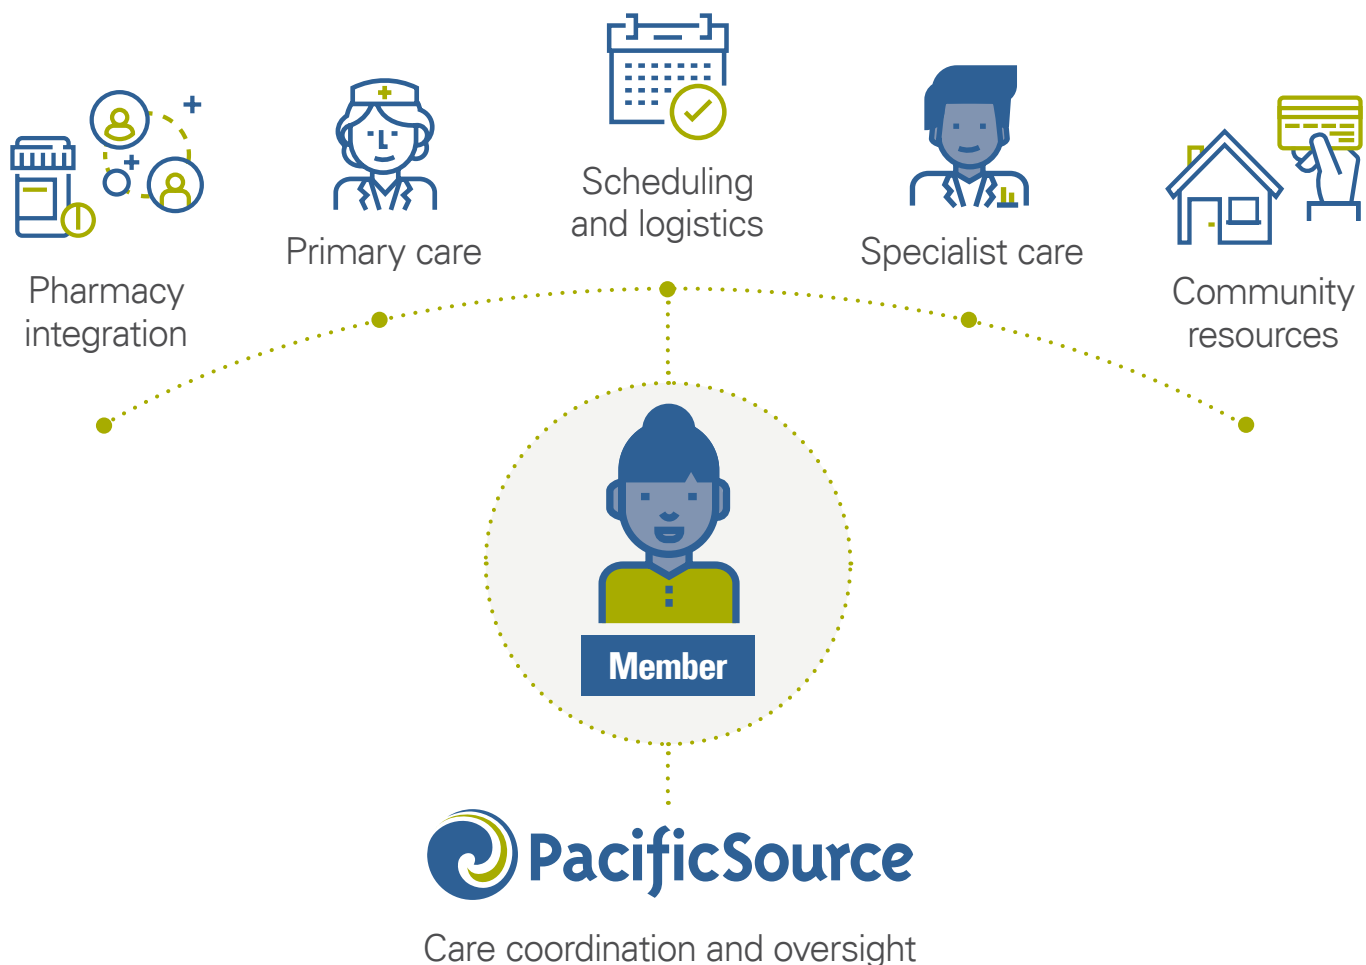 Pharmacy
integration
Primary care
Scheduling
and logistics
Specialist care
Community
resources
Member
PacificSource
Care coordination and oversight